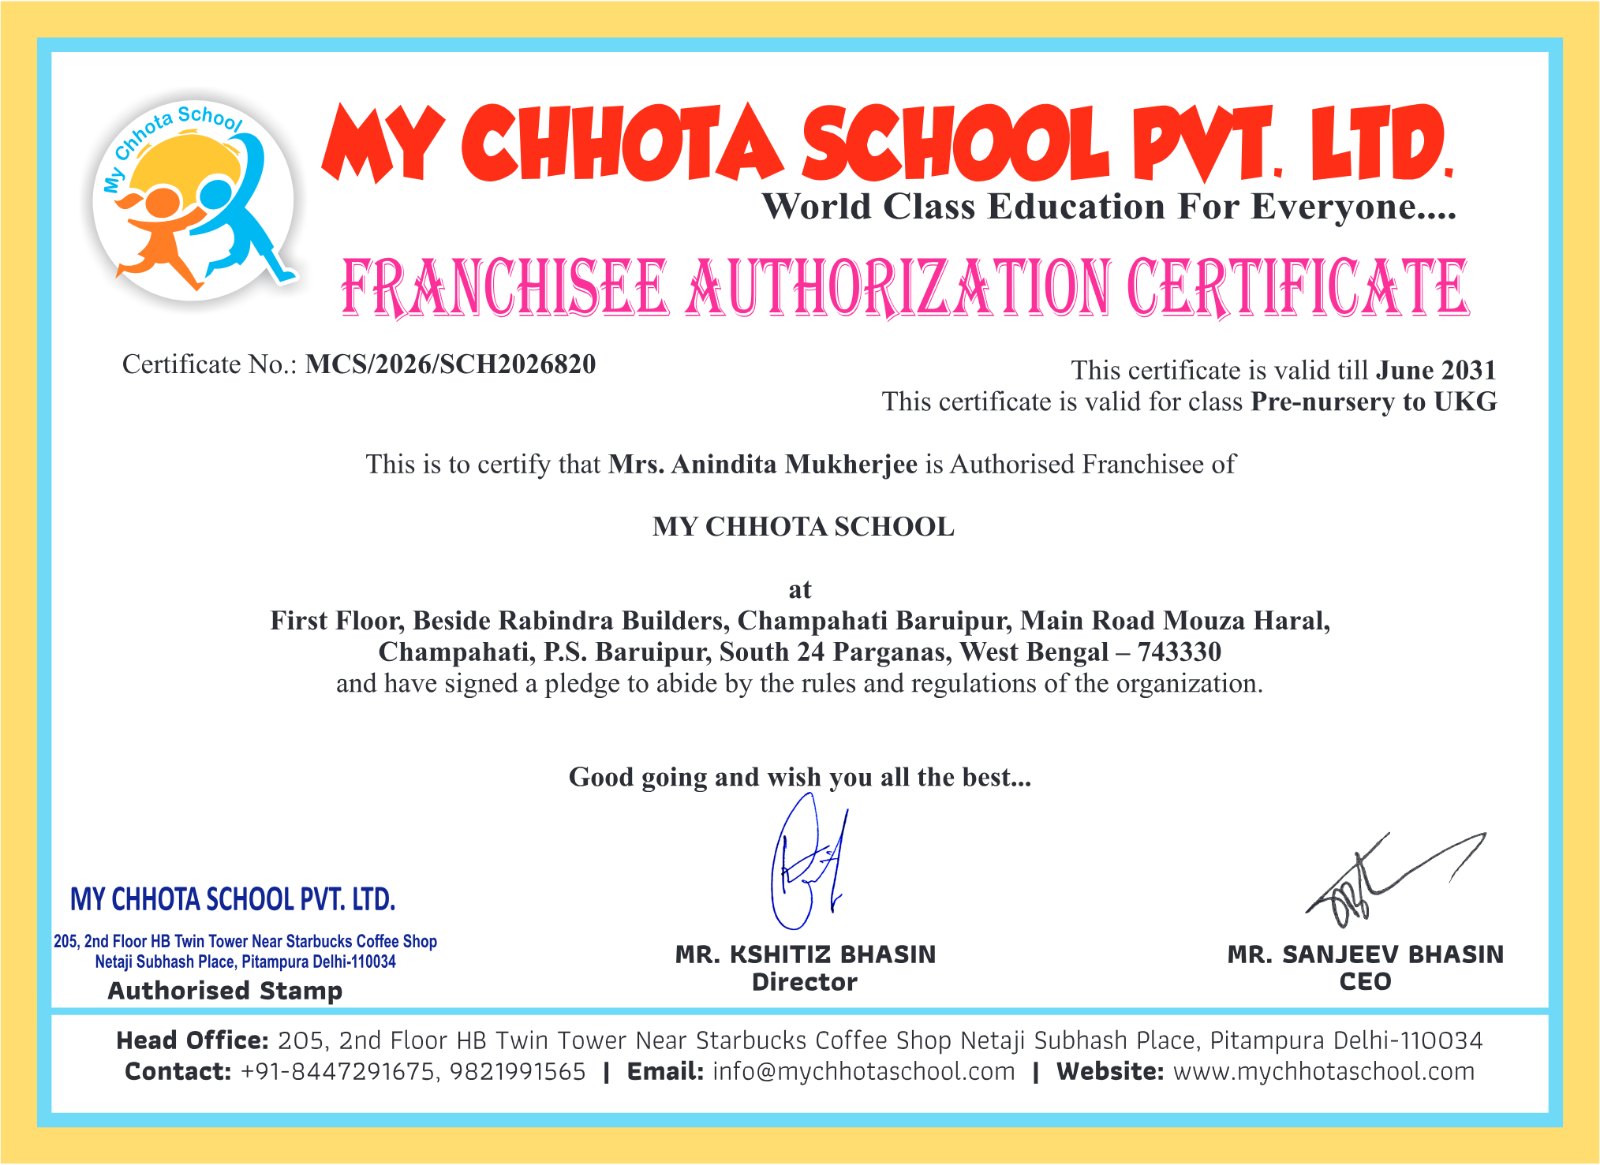 My Chhota School
MY CHHOTA SCHOOL PVT. LTD.
World Class Education For Everyone....
FRANCHISEE AUTHORIZATION CERTIFICATE
Certificate No.: MCS/2026/SCH2026820
This certificate is valid till June 2031
This certificate is valid for class Pre-nursery to UKG
This is to certify that Mrs. Anindita Mukherjee is Authorised Franchisee of
MY CHHOTA SCHOOL
at
First Floor, Beside Rabindra Builders, Champahati Baruipur, Main Road Mouza Haral,
Champahati, P.S. Baruipur, South 24 Parganas, West Bengal – 743330
and have signed a pledge to abide by the rules and regulations of the organization.
Good going and wish you all the best...
MY CHHOTA SCHOOL PVT. LTD.
205, 2nd Floor HB Twin Tower Near Starbucks Coffee Shop
Netaji Subhash Place, Pitampura Delhi-110034
Authorised Stamp
MR. KSHITIZ BHASIN
Director
MR. SANJEEV BHASIN
CEO
Head Office: 205, 2nd Floor HB Twin Tower Near Starbucks Coffee Shop Netaji Subhash Place, Pitampura Delhi-110034
Contact: +91-8447291675, 9821991565 | Email: info@mychhotaschool.com | Website: www.mychhotaschool.com